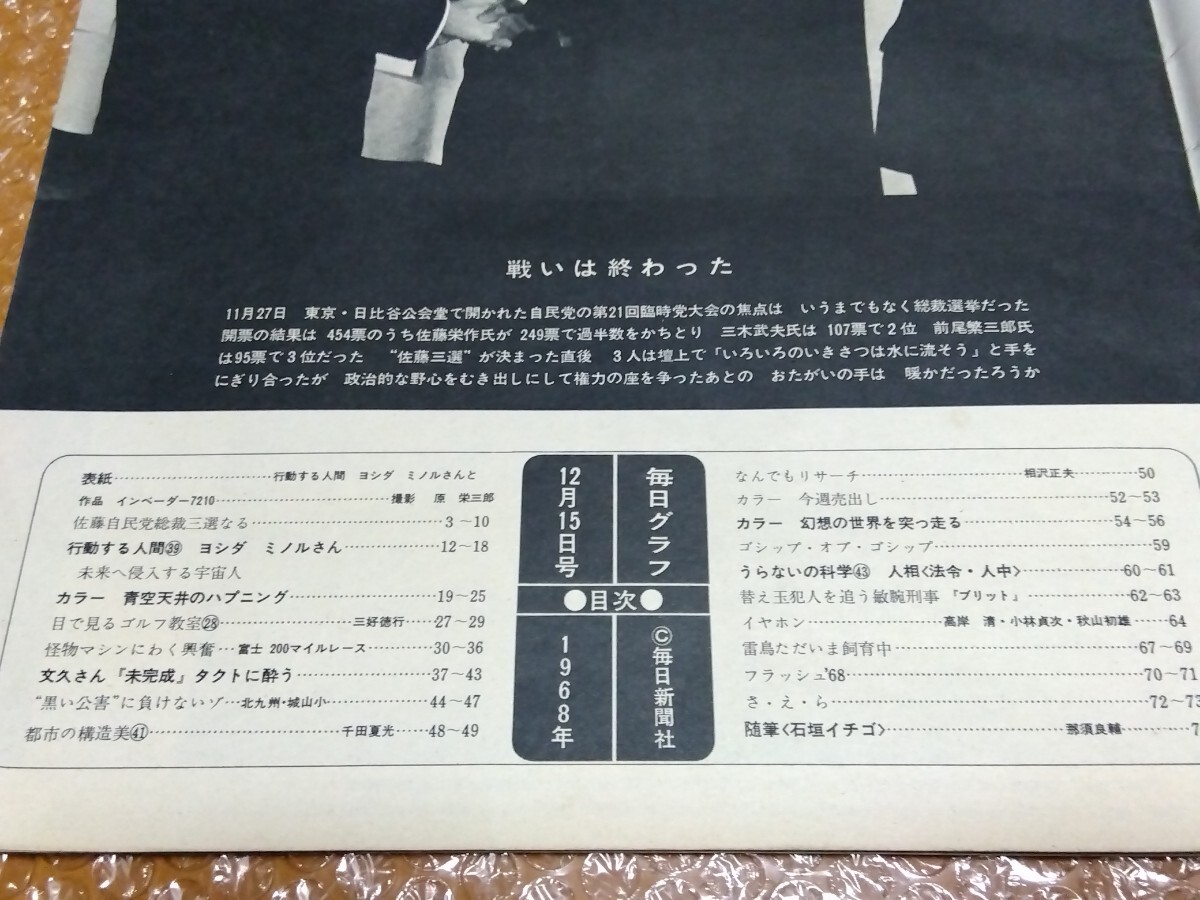 戦いは終わった
11月27日　東京・日比谷公会堂で開かれた自民党の第21回臨時党大会の焦点は　いうまでもなく総裁選挙だった
開票の結果は 454票のうち佐藤栄作氏が 249票で過半数をかちとり　三木武夫氏は 107票で2位　前尾繁三郎氏
は95票で3位だった　“佐藤三選”が決まった直後　3人は壇上で「いろいろのいきさつは水に流そう」と手を
にぎり合ったが　政治的な野心をむき出しにして権力の座を争ったあとの　おたがいの手は　暖かだったろうか
表紙……行動する人間　ヨシダ　ミノルさんと
作品　インベーダー7210……撮影　原　栄三郎
佐藤自民党総裁三選なる……3～10
行動する人間㊴　ヨシダ　ミノルさん……12～18
未来へ侵入する宇宙人
カラー　青空天井のハプニング……19～25
目で見るゴルフ教室㉘……三好徳行……27～29
怪物マシンにわく興奮…富士 200マイルレース……30～36
文久さん『未完成』タクトに酔う……37～43
“黒い公害”に負けないゾ…北九州・城山小……44～47
都市の構造美㊶……千田夏光……48～49
毎日グラフ
12月15日号
●目次●
©毎日新聞社
1968年
なんでもリサーチ……相沢正夫……50
カラー　今週売出し……52～53
カラー　幻想の世界を突っ走る……54～56
ゴシップ・オブ・ゴシップ……59
うらないの科学㊸　人相〈法令・人中〉……60～61
替え玉犯人を追う敏腕刑事『ブリット』……62～63
イヤホン……高岸　清・小林貞次・秋山初雄……64
雷鳥ただいま飼育中……67～69
フラッシュ'68……70～71
さ・え・ら……72～73
随筆〈石垣イチゴ〉……那須良輔……7